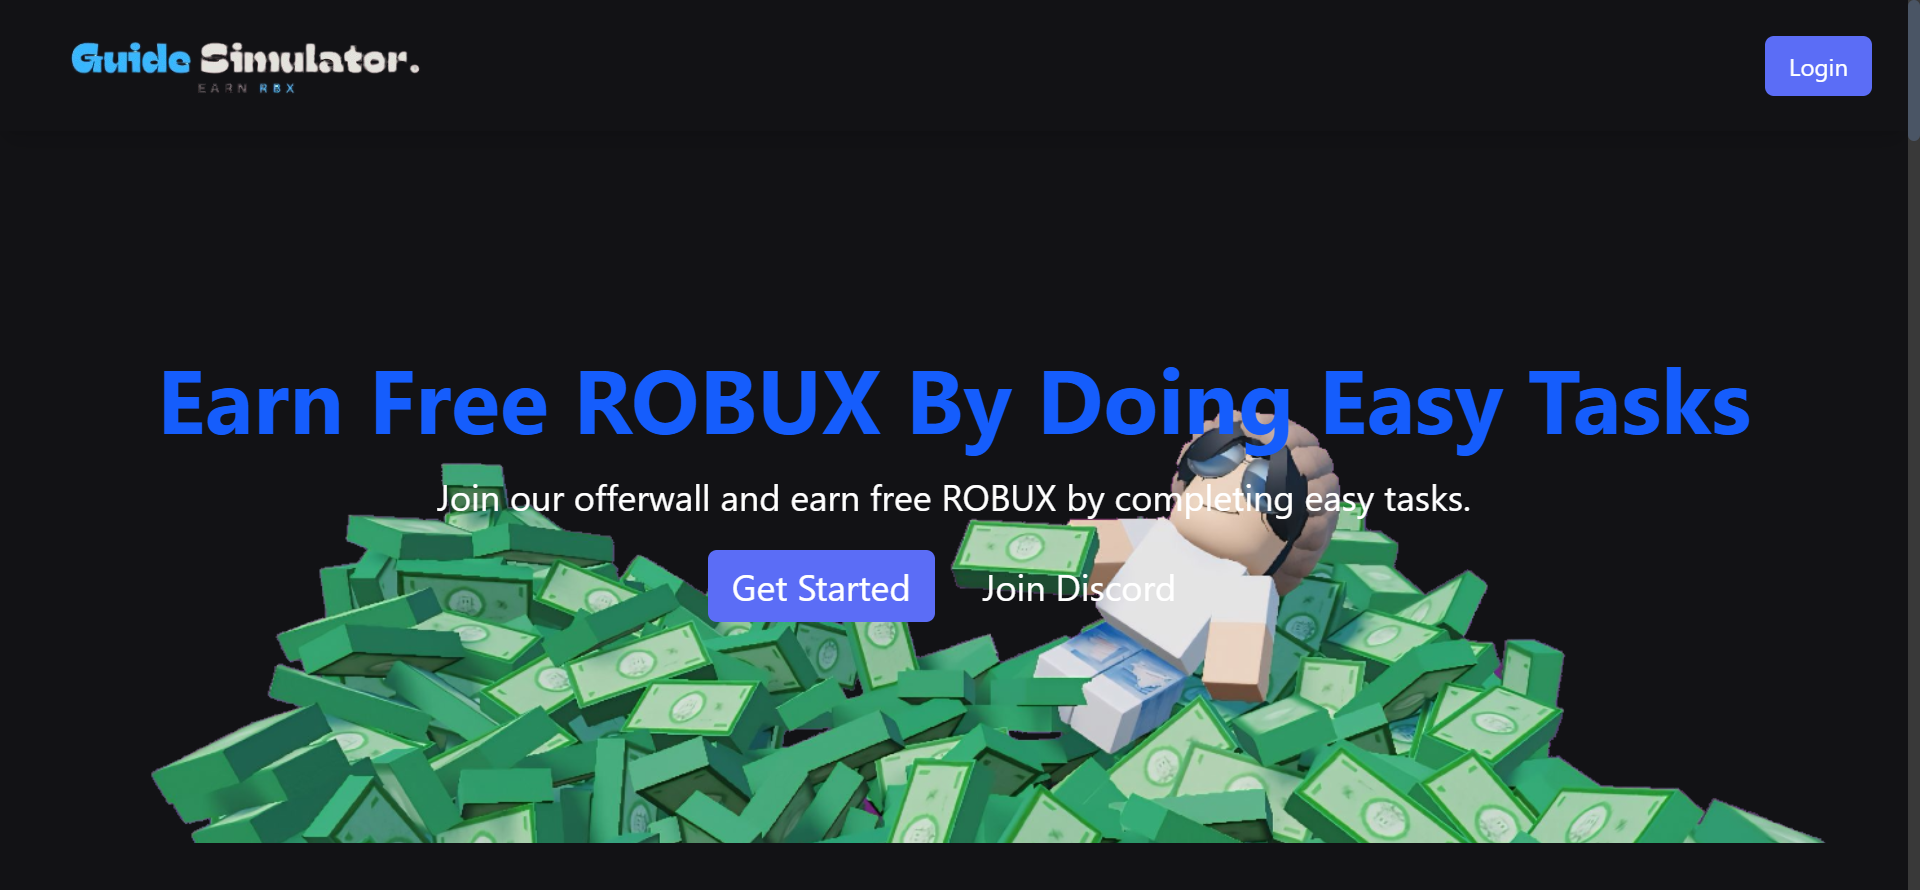 Guide Simulator.
EARN RBX
Login
Earn Free ROBUX By Doing Easy Tasks
Join our offerwall and earn free ROBUX by completing easy tasks.
Get Started
Join Discord